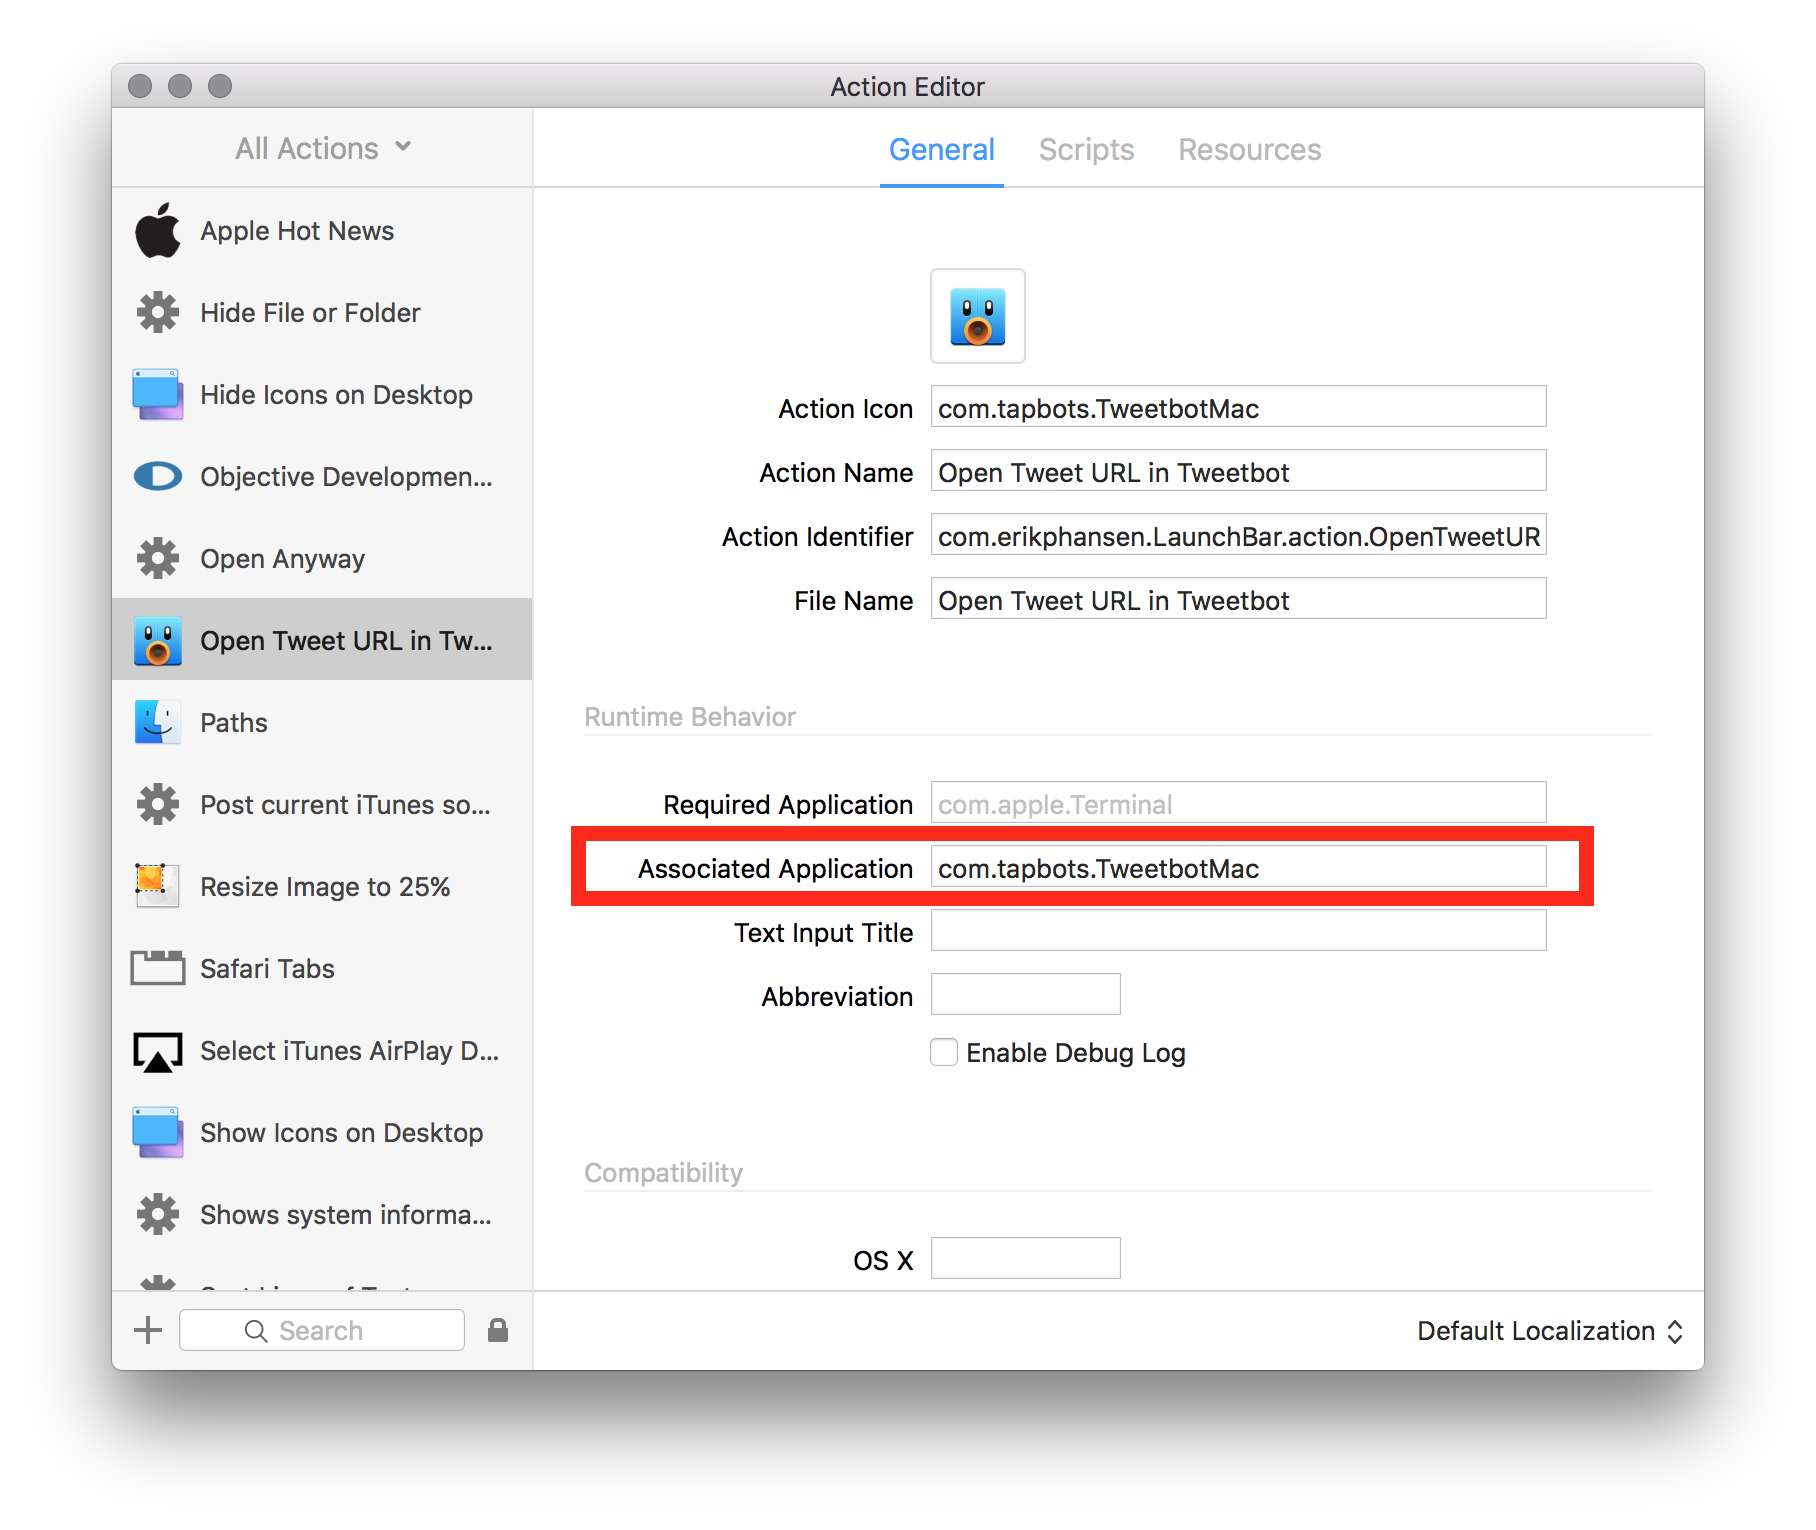 Action Editor
All Actions
General Scripts Resources
Apple Hot News
Hide File or Folder
Hide Icons on Desktop
Objective Developmen...
Open Anyway
Open Tweet URL in Tw...
Paths
Post current iTunes so...
Resize Image to 25%
Safari Tabs
Select iTunes AirPlay D...
Show Icons on Desktop
Shows system informa...
Search
Action Icon com.tapbots.TweetbotMac
Action Name Open Tweet URL in Tweetbot
Action Identifier com.erikphansen.LaunchBar.action.OpenTweetUR
File Name Open Tweet URL in Tweetbot
Runtime Behavior
Required Application com.apple.Terminal
Associated Application com.tapbots.TweetbotMac
Text Input Title
Abbreviation
Enable Debug Log
Compatibility
OS X
Default Localization